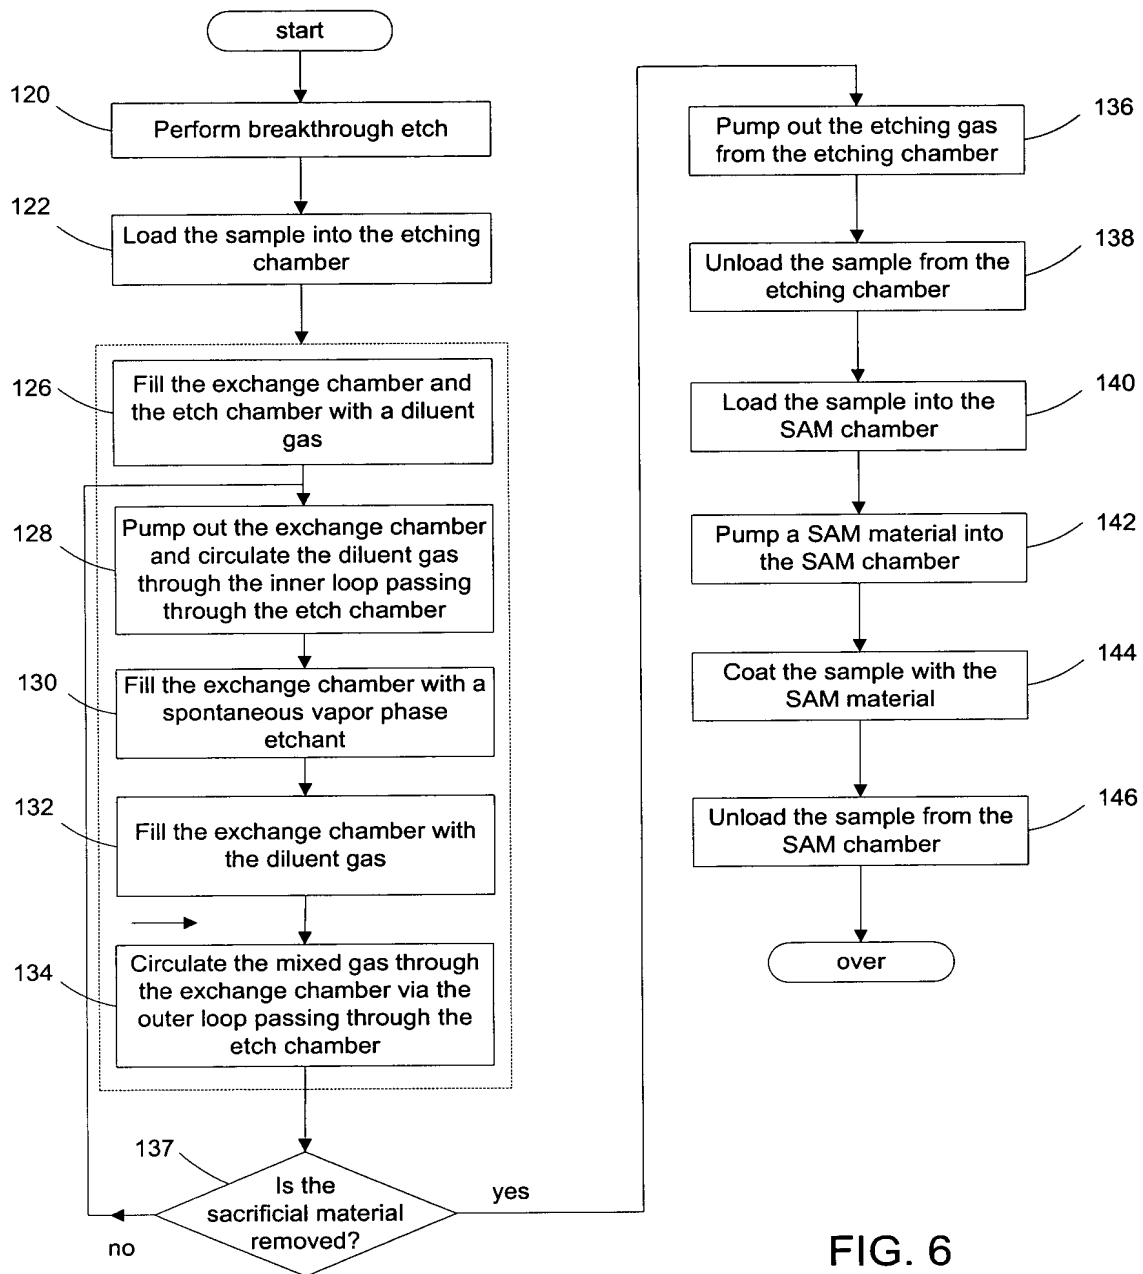 start
120
Perform breakthrough etch
122
Load the sample into the etching
chamber
126
Fill the exchange chamber and
the etch chamber with a diluent
gas
128
Pump out the exchange chamber
and circulate the diluent gas
through the inner loop passing
through the etch chamber
130
Fill the exchange chamber with a
spontaneous vapor phase
etchant
132
Fill the exchange chamber with
the diluent gas
134
Circulate the mixed gas through
the exchange chamber via the
outer loop passing through the
etch chamber
137
Is the
sacrificial material
removed?
no
yes
136
Pump out the etching gas
from the etching chamber
138
Unload the sample from the
etching chamber
140
Load the sample into the
SAM chamber
142
Pump a SAM material into
the SAM chamber
144
Coat the sample with the
SAM material
146
Unload the sample from the
SAM chamber
over
FIG. 6